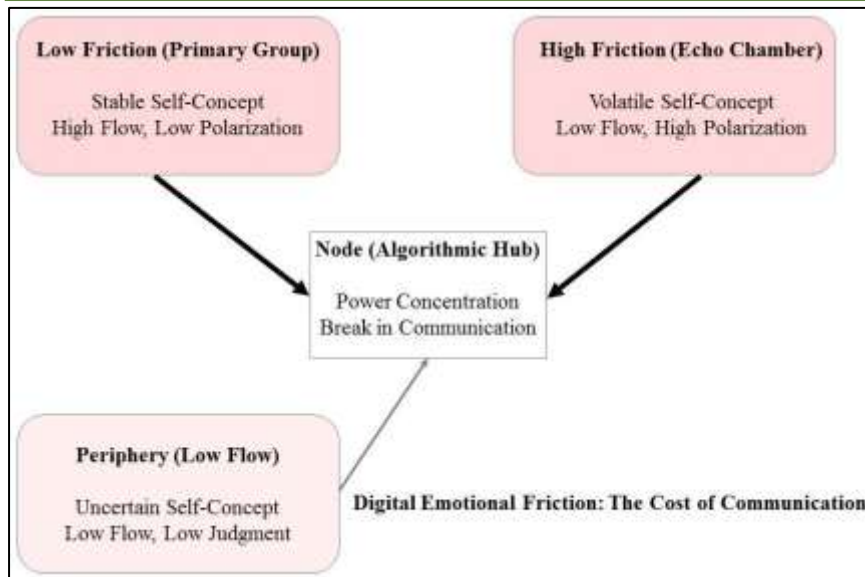 Low Friction (Primary Group)
Stable Self-Concept
High Flow, Low Polarization
High Friction (Echo Chamber)
Volatile Self-Concept
Low Flow, High Polarization
Node (Algorithmic Hub)
Power Concentration
Break in Communication
Periphery (Low Flow)
Uncertain Self-Concept
Low Flow, Low Judgment
Digital Emotional Friction: The Cost of Communication